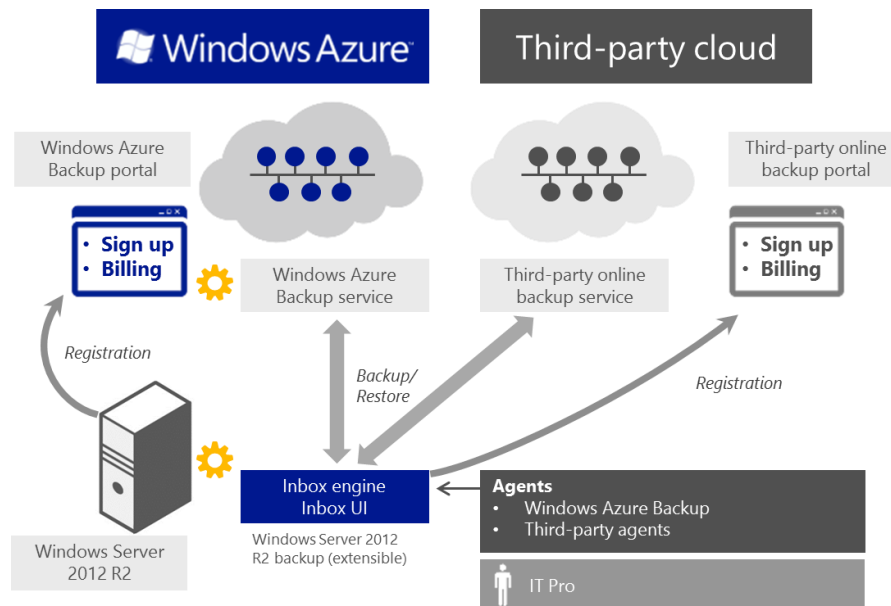 Windows Azure™
Third-party cloud
Windows Azure
Backup portal
Third-party online
backup portal
• Sign up
• Billing
Windows Azure
Backup service
Third-party online
backup service
• Sign up
• Billing
Registration
Backup/
Restore
Registration
Inbox engine
Inbox UI
Agents
• Windows Azure Backup
• Third-party agents
Windows Server 2012
R2 backup (extensible)
Windows Server
2012 R2
IT Pro